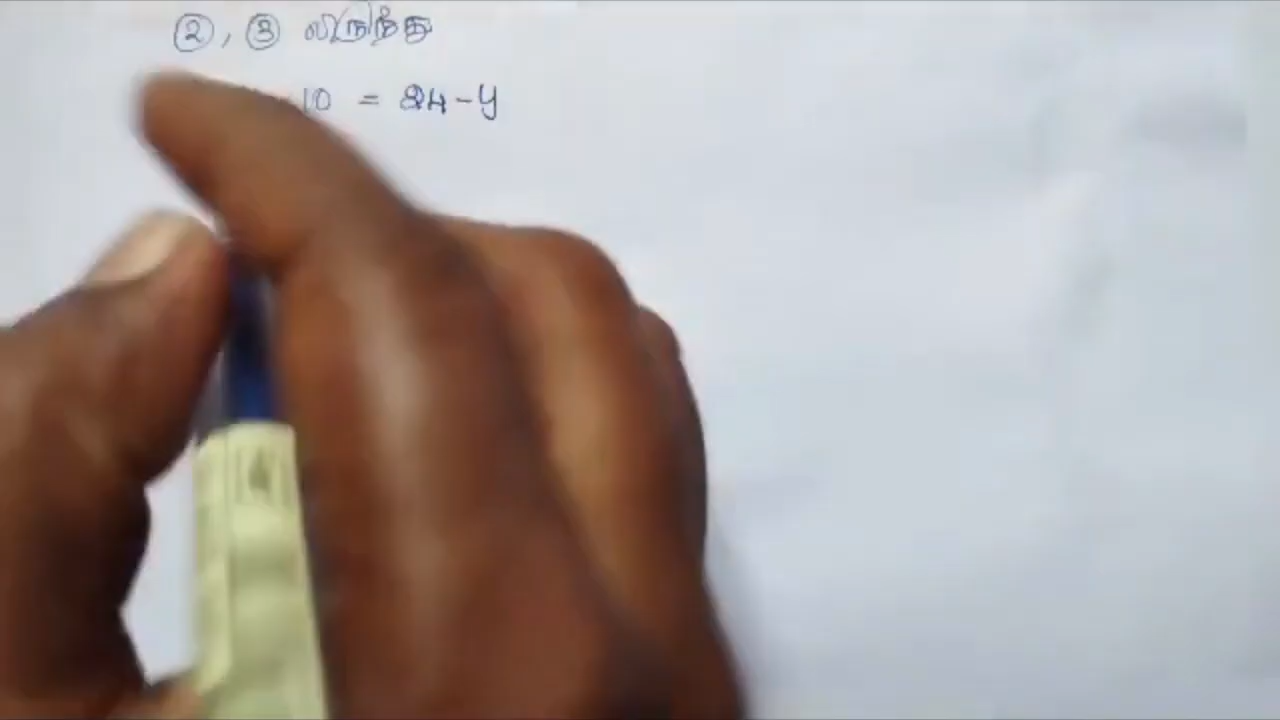 ②, ③ லிருந்து
-10 = 24-y